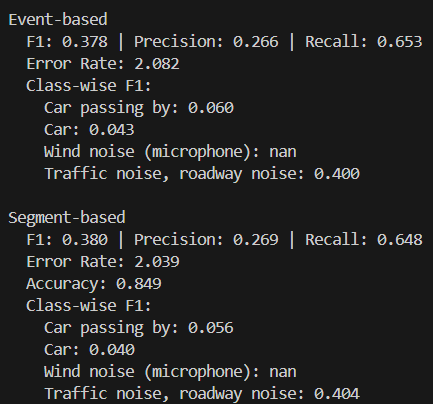 Event-based
F1: 0.378 | Precision: 0.266 | Recall: 0.653
Error Rate: 2.082
Class-wise F1:
Car passing by: 0.060
Car: 0.043
Wind noise (microphone): nan
Traffic noise, roadway noise: 0.400
Segment-based
F1: 0.380 | Precision: 0.269 | Recall: 0.648
Error Rate: 2.039
Accuracy: 0.849
Class-wise F1:
Car passing by: 0.056
Car: 0.040
Wind noise (microphone): nan
Traffic noise, roadway noise: 0.404